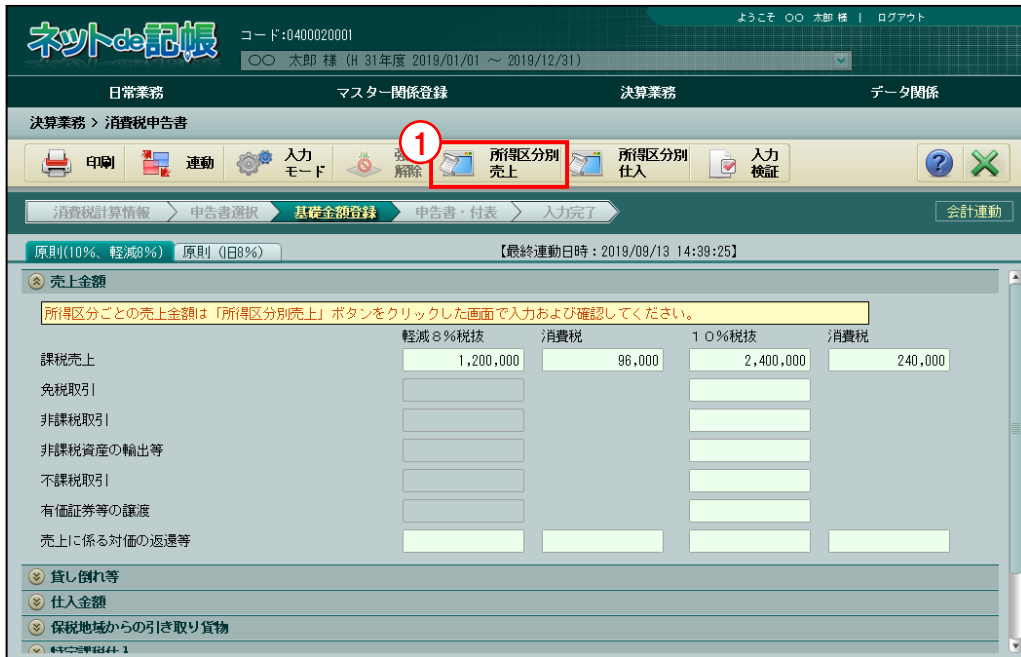 ようこそ ○○ 太郎 様 | ログアウト
ネットde記帳
コード:0400020001
○○ 太郎 様 (H 31年度 2019/01/01 ～ 2019/12/31)
日常業務 マスター関係登録 決算業務 データ関係
決算業務 > 消費税申告書
1
印刷 連動 入力モード 解除 所得区分別売上 所得区分別仕入 入力検証
消費税計算情報 申告書選択 基礎金額登録 申告書・付表 入力完了 会計連動
原則(10%、軽減8%) 原則 (旧8%) 【最終連動日時：2019/09/13 14:39:25】
売上金額
所得区分ごとの売上金額は「所得区分別売上」ボタンをクリックした画面で入力および確認してください。
軽減８%税抜 消費税 １０%税抜 消費税
課税売上 1,200,000 96,000 2,400,000 240,000
免税取引
非課税取引
非課税資産の輸出等
不課税取引
有価証券等の譲渡
売上に係る対価の返還等
貸し倒れ等
仕入金額
保税地域からの引き取り貨物